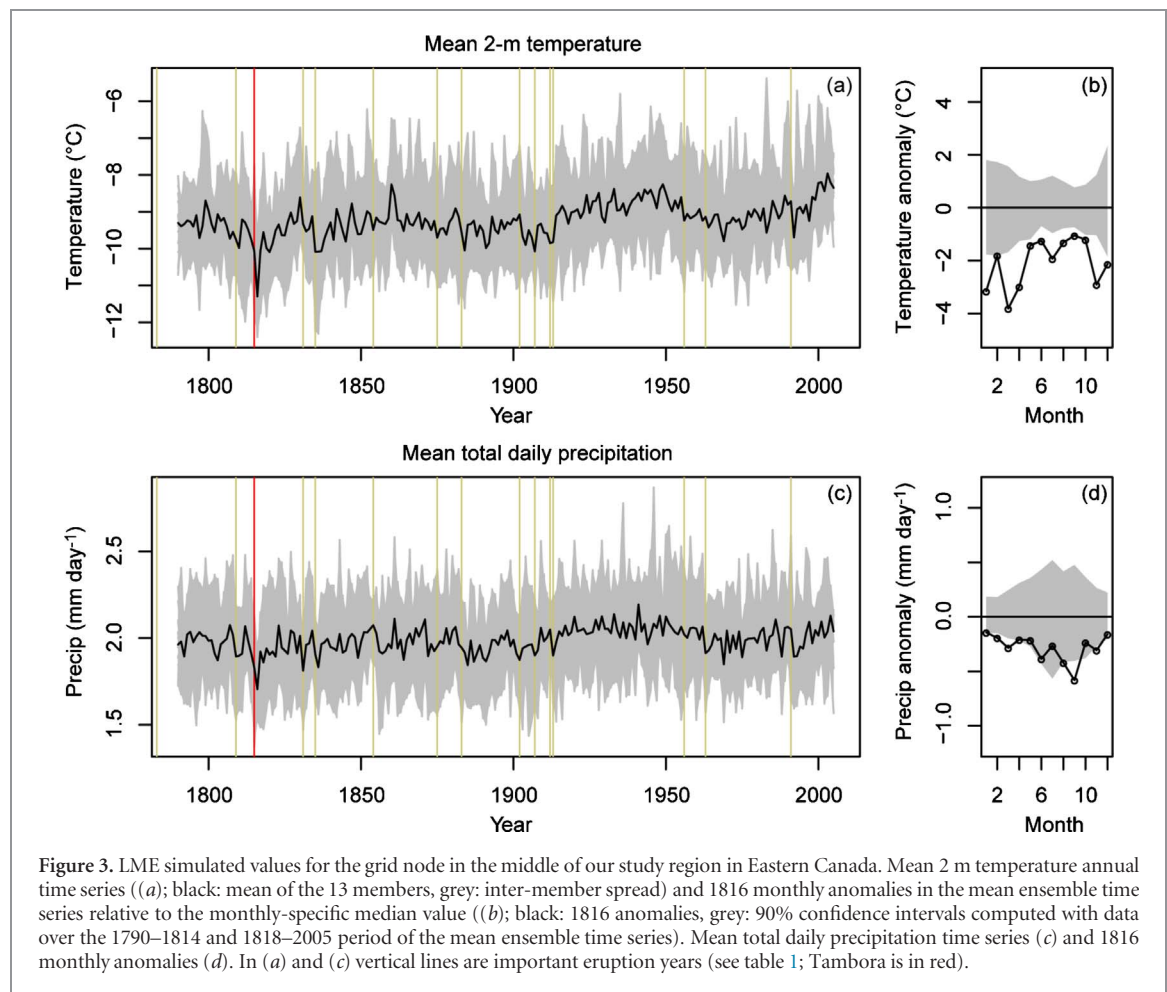 Mean 2-m temperature
(a)
Temperature (°C)
−6
−8
−10
−12
1800 1850 1900 1950 2000
Year
(b)
Temperature anomaly (°C)
4
2
0
−2
−4
2 6 10
Month
Mean total daily precipitation
(c)
Precip (mm day-1)
2.5
2.0
1.5
1800 1850 1900 1950 2000
Year
(d)
Precip anomaly (mm day-1)
1.0
0.0
−1.0
2 6 10
Month
Figure 3. LME simulated values for the grid node in the middle of our study region in Eastern Canada. Mean 2 m temperature annual
time series ((a); black: mean of the 13 members, grey: inter-member spread) and 1816 monthly anomalies in the mean ensemble time
series relative to the monthly-specific median value ((b); black: 1816 anomalies, grey: 90% confidence intervals computed with data
over the 1790–1814 and 1818–2005 period of the mean ensemble time series). Mean total daily precipitation time series (c) and 1816
monthly anomalies (d). In (a) and (c) vertical lines are important eruption years (see table 1; Tambora is in red).